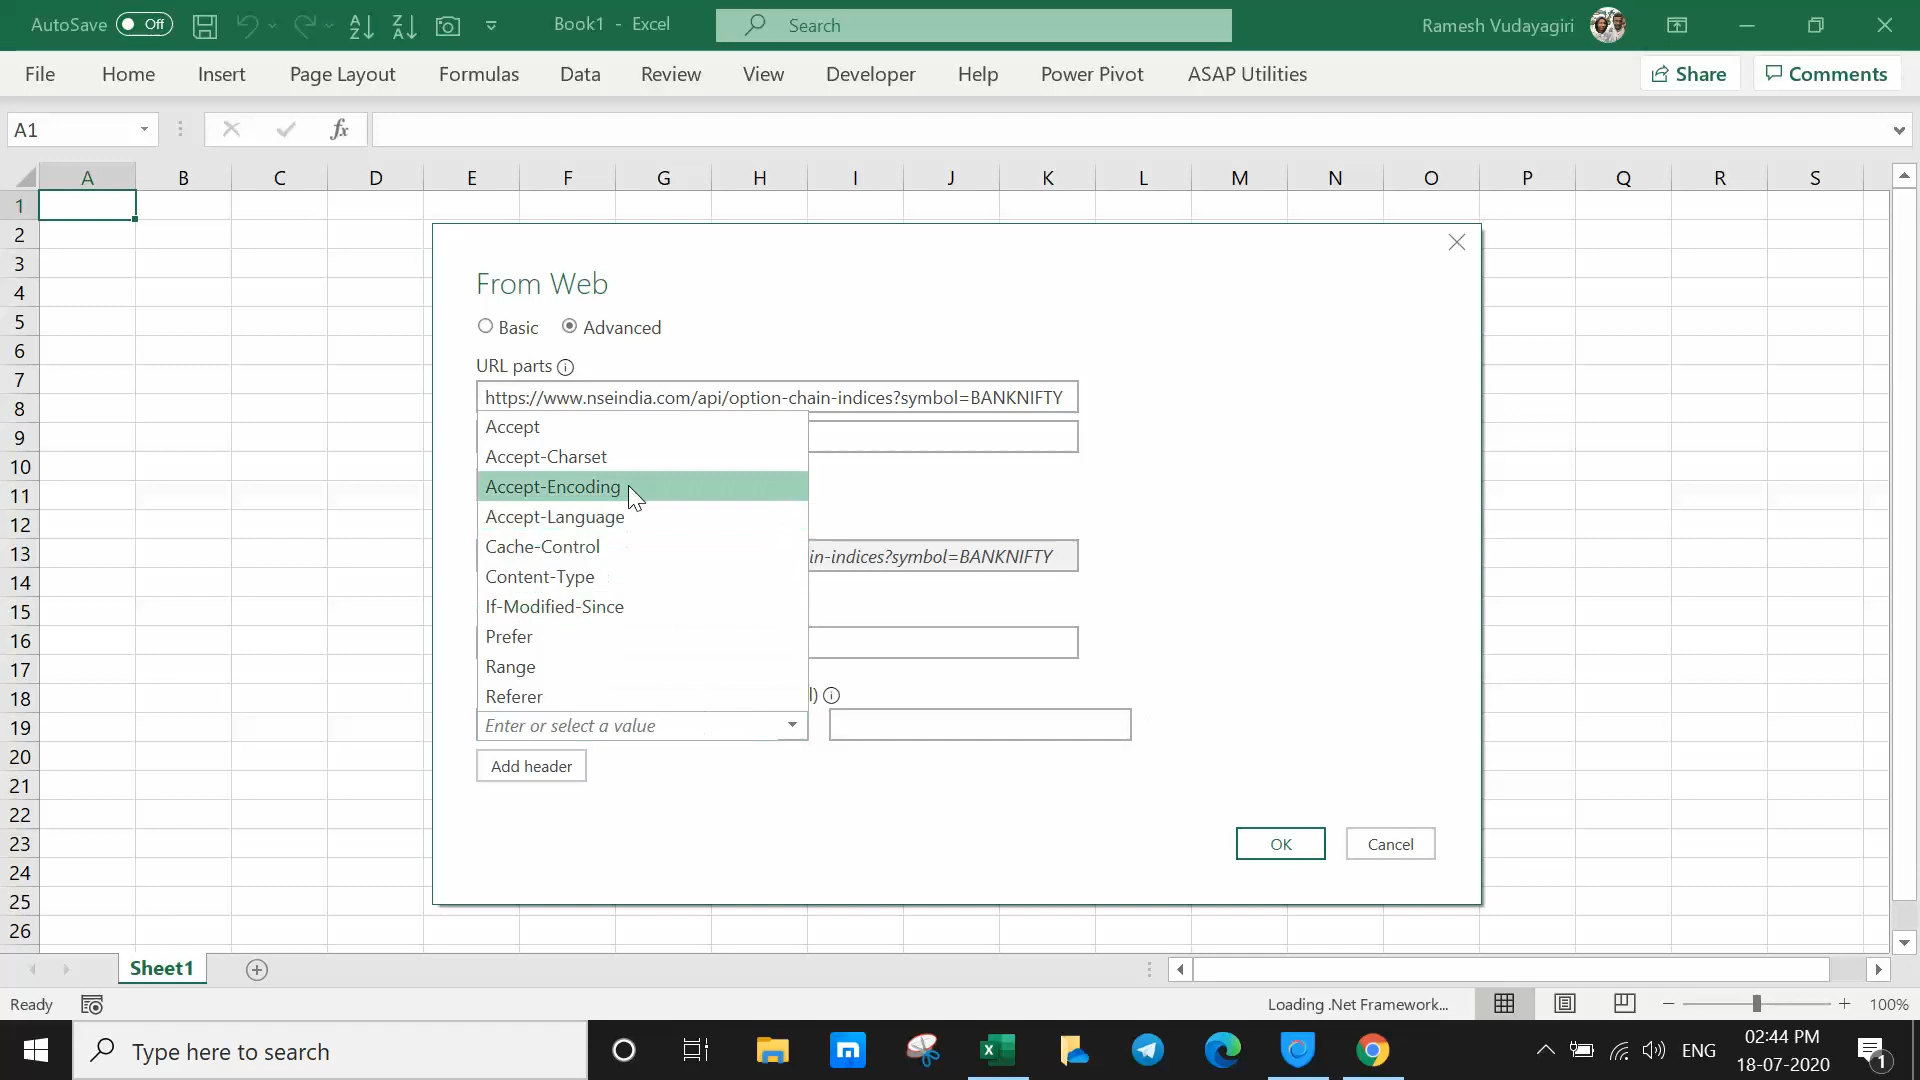 AutoSave Off Book1 - Excel Search Ramesh Vudayagiri
File Home Insert Page Layout Formulas Data Review View Developer Help Power Pivot ASAP Utilities Share Comments
A1 fx
A B C D E F G H I J K L M N O P Q R S
1
2
3
4
5
6
7
8
9
10
11
12
13
14
15
16
17
18
19
20
21
22
23
24
25
26
From Web
Basic Advanced
URL parts
https://www.nseindia.com/api/option-chain-indices?symbol=BANKNIFTY
Accept
Accept-Charset
Accept-Encoding
Accept-Language
Cache-Control
in-indices?symbol=BANKNIFTY
Content-Type
If-Modified-Since
Prefer
Range
Referer
l)
Enter or select a value
Add header
OK Cancel
Sheet1
Ready Loading .Net Framework... 100%
Type here to search ENG 02:44 PM
18-07-2020 1